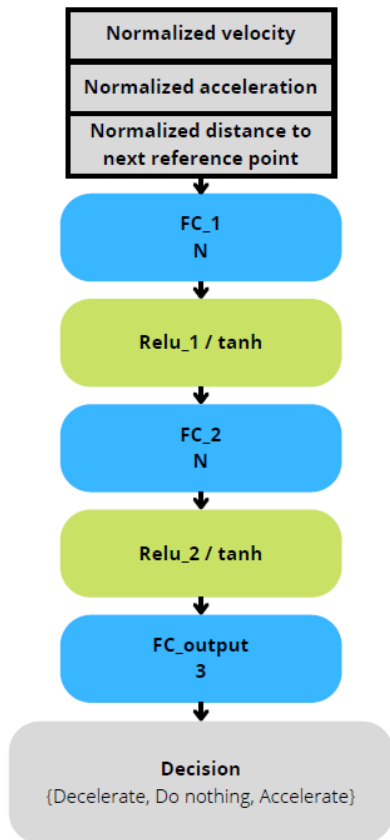 Normalized velocity
Normalized acceleration
Normalized distance to
next reference point
FC_1
N
Relu_1 / tanh
FC_2
N
Relu_2 / tanh
FC_output
3
Decision
{Decelerate, Do nothing, Accelerate}